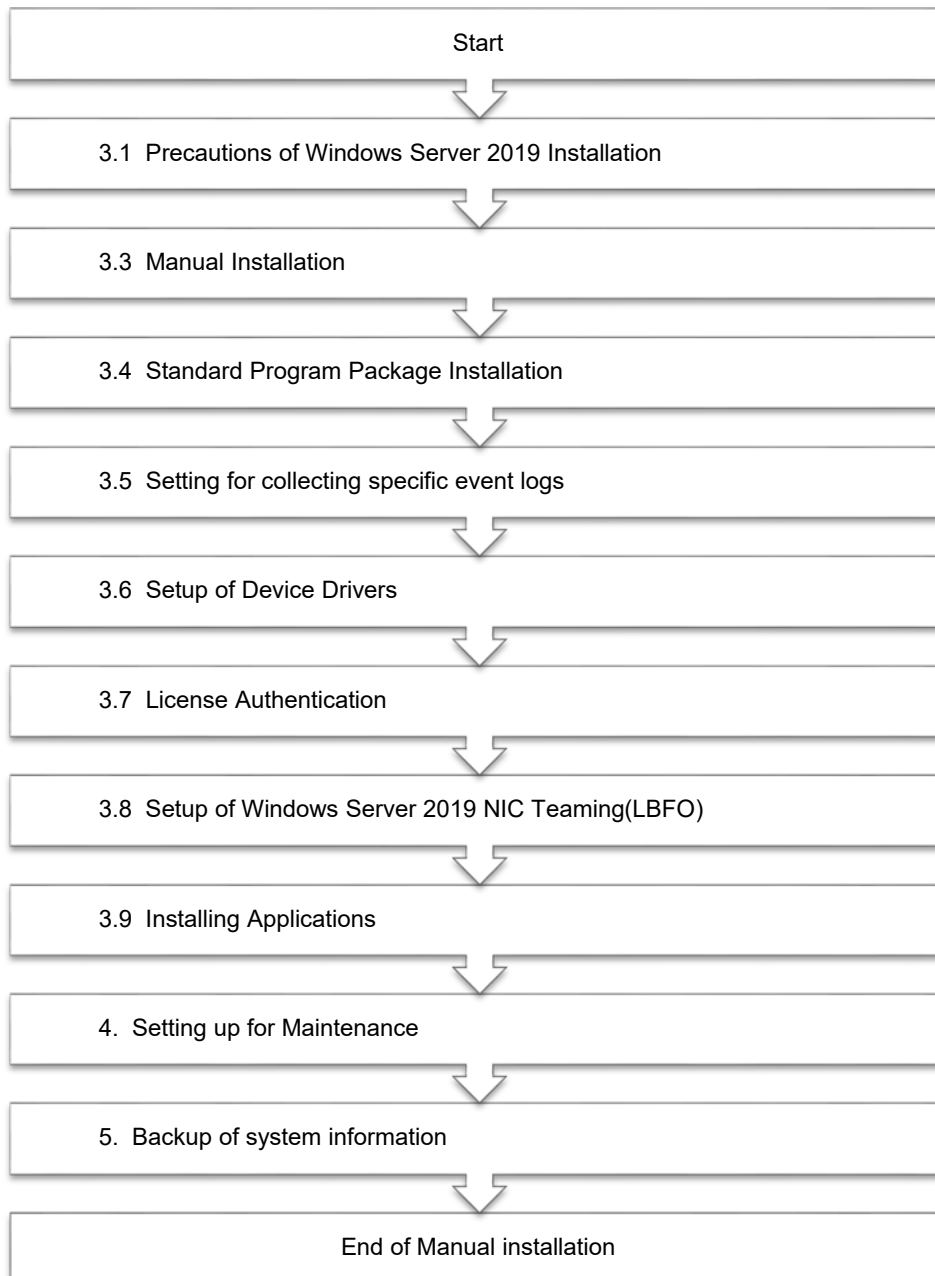 Start
3.1 Precautions of Windows Server 2019 Installation
3.3 Manual Installation
3.4 Standard Program Package Installation
3.5 Setting for collecting specific event logs
3.6 Setup of Device Drivers
3.7 License Authentication
3.8 Setup of Windows Server 2019 NIC Teaming(LBFO)
3.9 Installing Applications
4. Setting up for Maintenance
5. Backup of system information
End of Manual installation